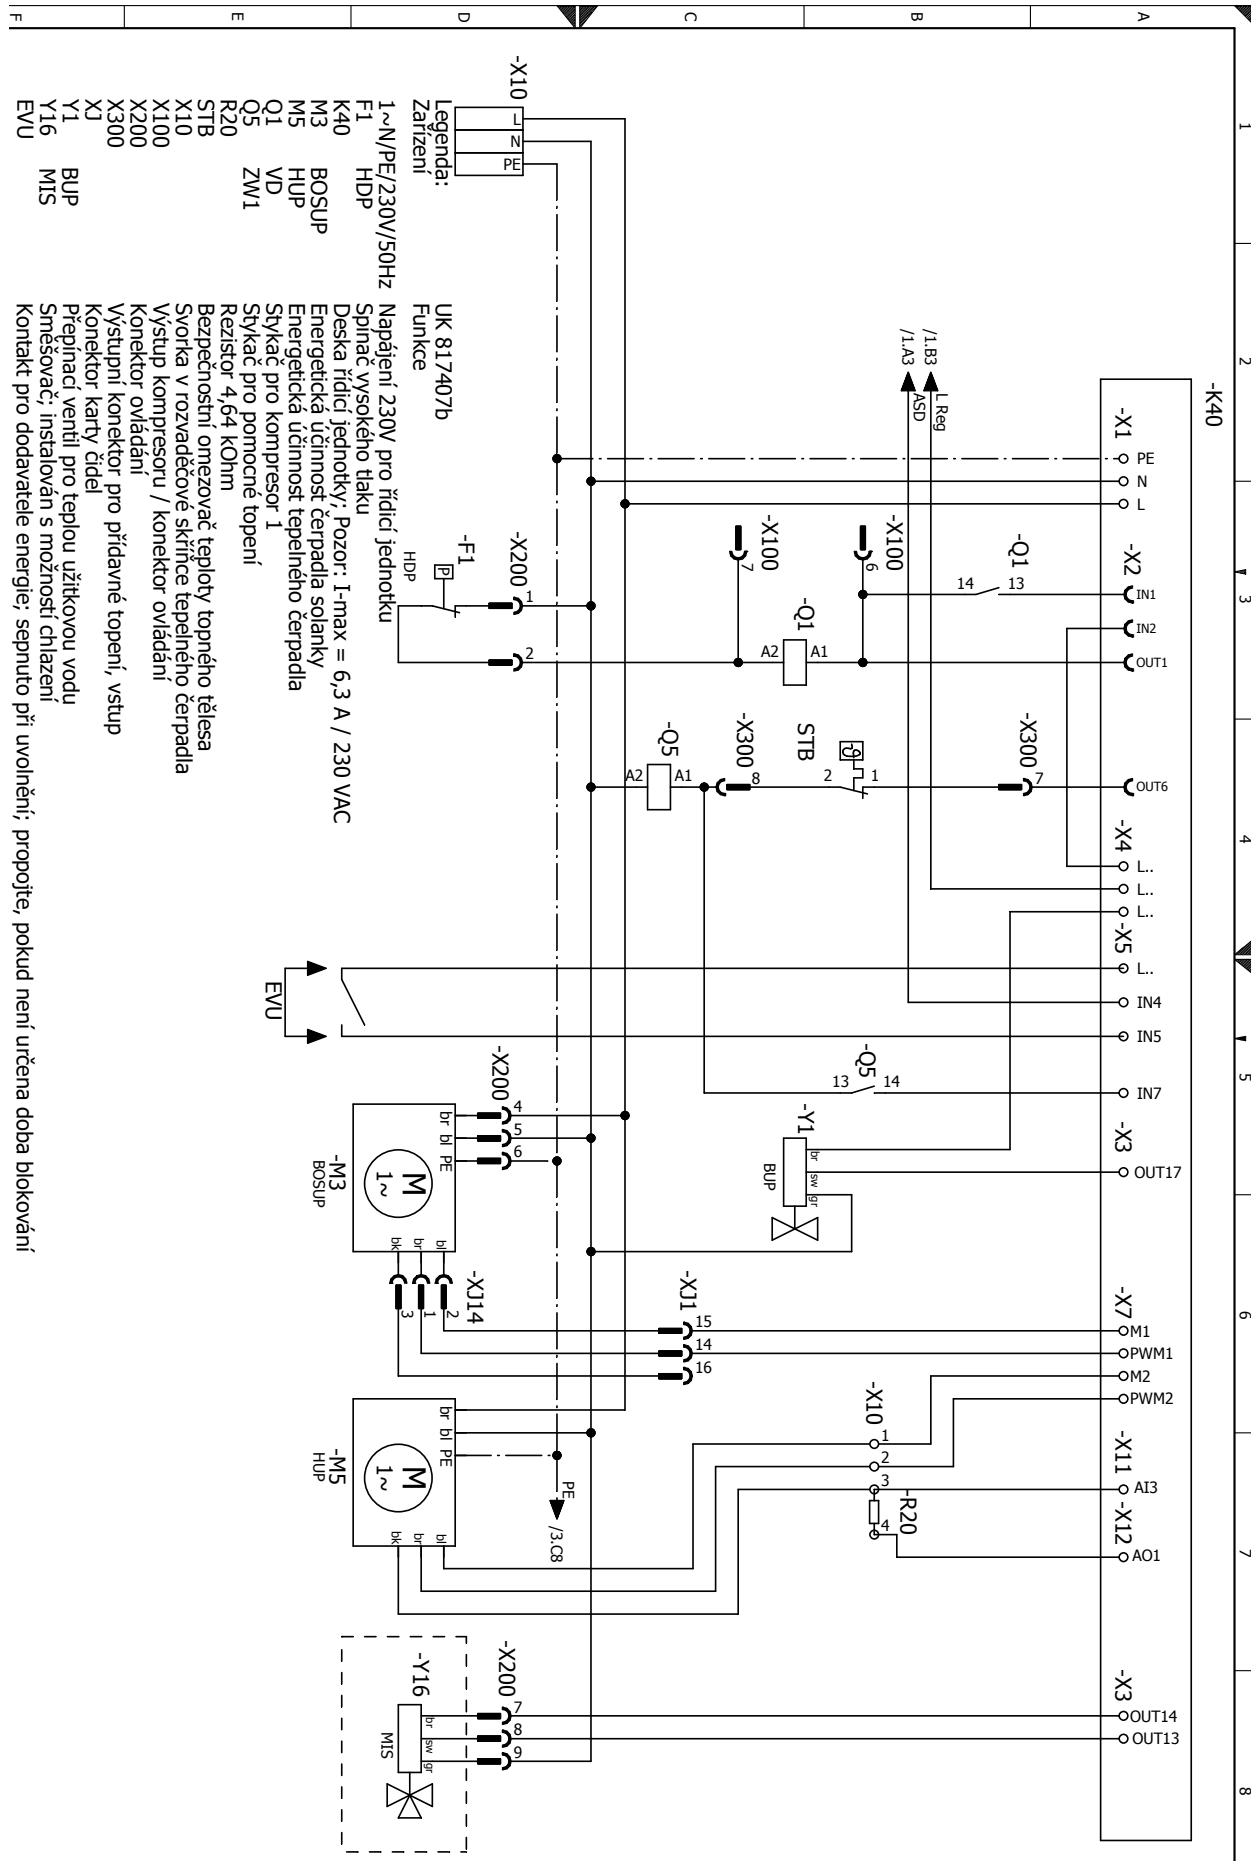 1 2 3 4 5 6 7 8
A
B
C
D
E
F
-K40
-X1
PE
N
L
-X2
IN1
IN2
OUT1
OUT6
-X4
L..
L..
L..
-X5
L..
IN4
IN5
IN7
-X3
OUT17
-X7
M1
PWM1
M2
PWM2
-X11
AI3
-X12
AO1
-X3
OUT14
OUT13
/1.B3
L Reg
/1.A3
ASD
-Q1
13
14
-X100
6
-X100
7
-Q1
A1
A2
-X300
7
STB
1
2
-X300
8
-Q5
A1
A2
-Q5
14
13
-Y1
br
sw
gr
BUP
-XJ1
15
14
16
-X10
1
2
3
4
-R20
-X10
L
N
PE
-X200
1
2
-F1
P
HDP
EVU
-X200
4
5
6
br
bl
PE
M
1~
-M3
BOSUP
bl
br
bk
-XJ14
2
1
3
br
bl
PE
M
1~
-M5
HUP
bl
br
bk
PE
/3.C8
-X200
7
8
9
-Y16
br
sw
gr
MIS
Legenda: UK 817407b
Zařízení Funkce
1~N/PE/230V/50Hz Napájení 230V pro řídicí jednotku
F1 HDP Spínač vysokého tlaku
K40 Deska řídicí jednotky; Pozor: I-max = 6,3 A / 230 VAC
M3 BOSUP Energetická účinnost čerpadla solanky
M5 HUP Energetická účinnost tepelného čerpadla
Q1 VD Stykač pro kompresor 1
Q5 ZW1 Stykač pro pomocné topení
R20 Rezistor 4,64 kOhm
STB Bezpečnostní omezovač teploty topného tělesa
X10 Svorka v rozvaděčové skříňce tepelného čerpadla
X100 Výstup kompresoru / konektor ovládání
X200 Konektor ovládání
X300 Výstupní konektor pro přídavné topení, vstup
XJ Konektor karty čidel
Y1 BUP Přepínací ventil pro teplou užitkovou vodu
Y16 MIS Směšovač; instalován s možností chlazení
EVU Kontakt pro dodavatele energie; sepnuto při uvolnění; propojte, pokud není určena doba blokování